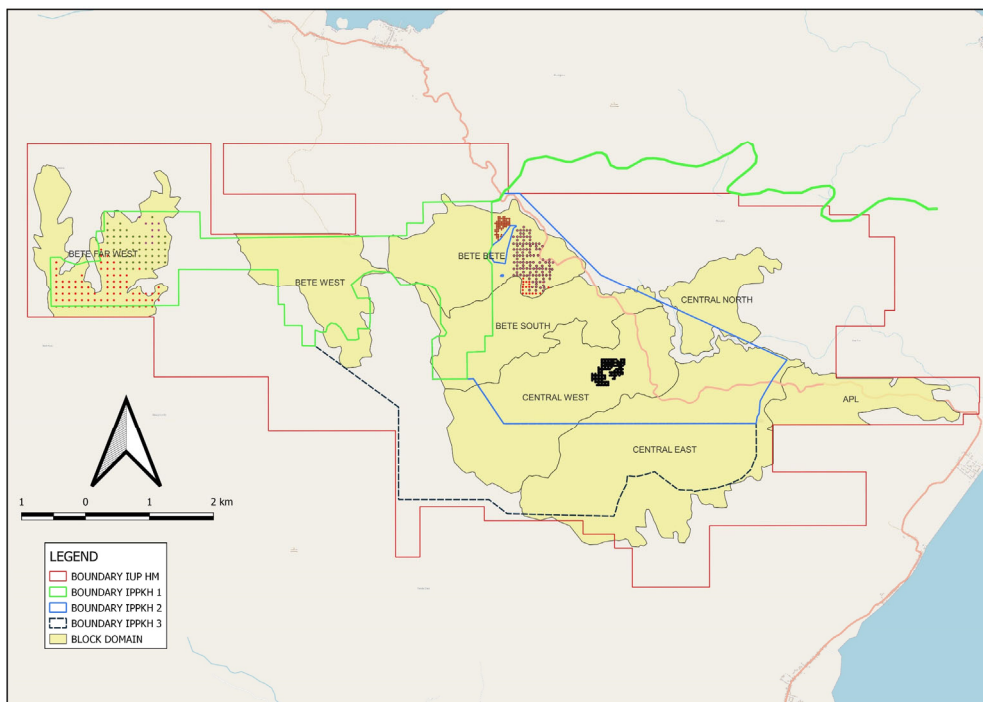 BETE FAR WEST
BETE WEST
BETE BETE
CENTRAL NORTH
BETE SOUTH
CENTRAL WEST
APL
CENTRAL EAST
1 0 1 2 km
LEGEND
BOUNDARY IUP HM
BOUNDARY IPPKH 1
BOUNDARY IPPKH 2
BOUNDARY IPPKH 3
BLOCK DOMAIN